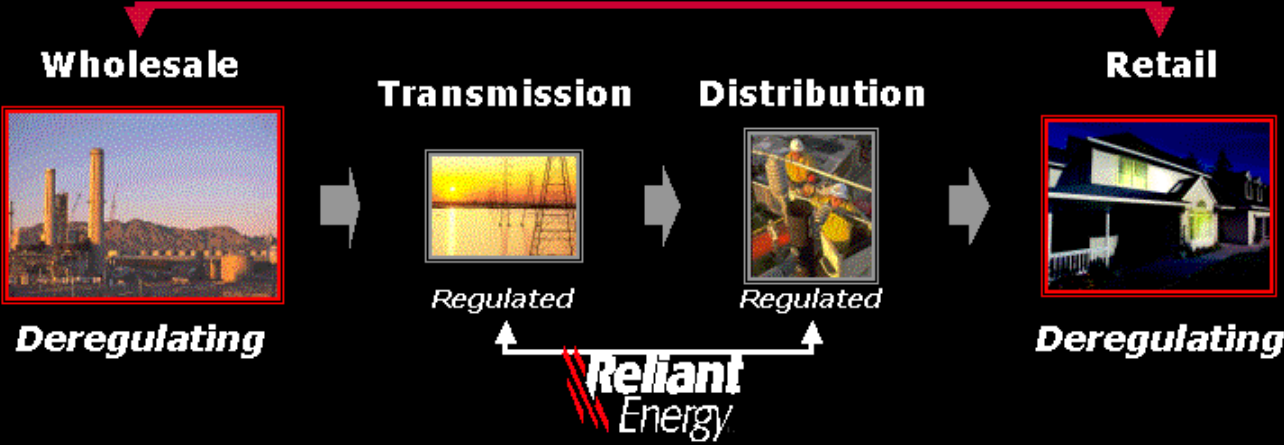 Wholesale
Retail
Transmission
Distribution
Regulated
Regulated
Deregulating
Deregulating
Reliant
Energy